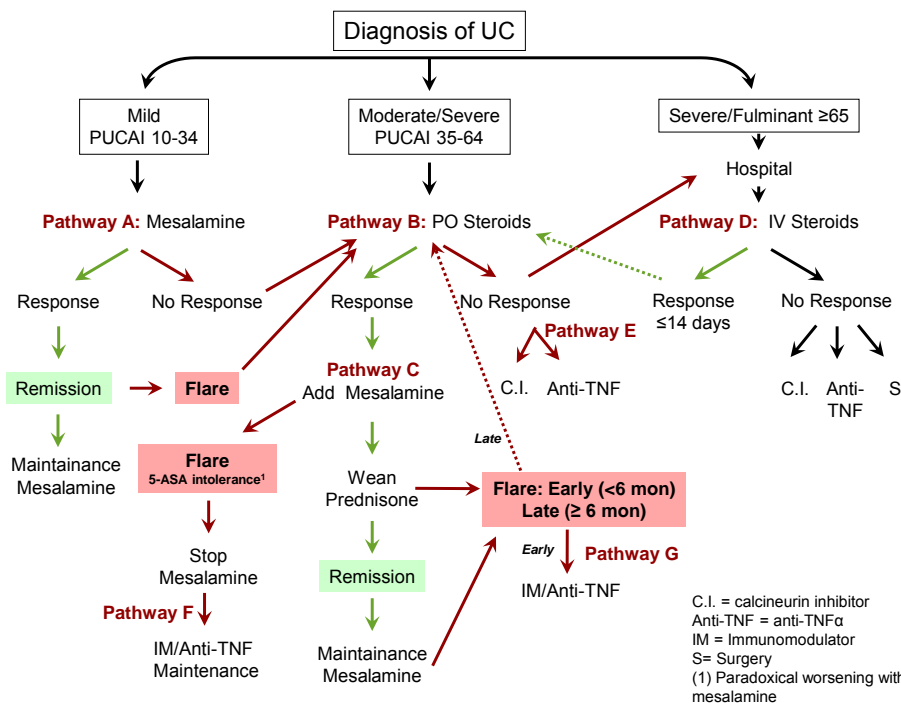 Diagnosis of UC
Mild
PUCAI 10-34
Moderate/Severe
PUCAI 35-64
Severe/Fulminant ≥65
Hospital
Pathway A: Mesalamine
Pathway B: PO Steroids
Pathway D: IV Steroids
Response
No Response
Response
No Response
Response
≤14 days
No Response
Pathway E
C.I.
Anti-TNF
C.I.
Anti-
TNF
S
Remission
Flare
Pathway C
Add Mesalamine
Maintainance
Mesalamine
Flare
5-ASA intolerance¹
Late
Wean
Prednisone
Flare: Early (<6 mon)
Late (≥ 6 mon)
Stop
Mesalamine
Early
Pathway G
Remission
IM/Anti-TNF
Pathway F
IM/Anti-TNF
Maintenance
Maintainance
Mesalamine
C.I. = calcineurin inhibitor
Anti-TNF = anti-TNFα
IM = Immunomodulator
S= Surgery
(1) Paradoxical worsening with
mesalamine